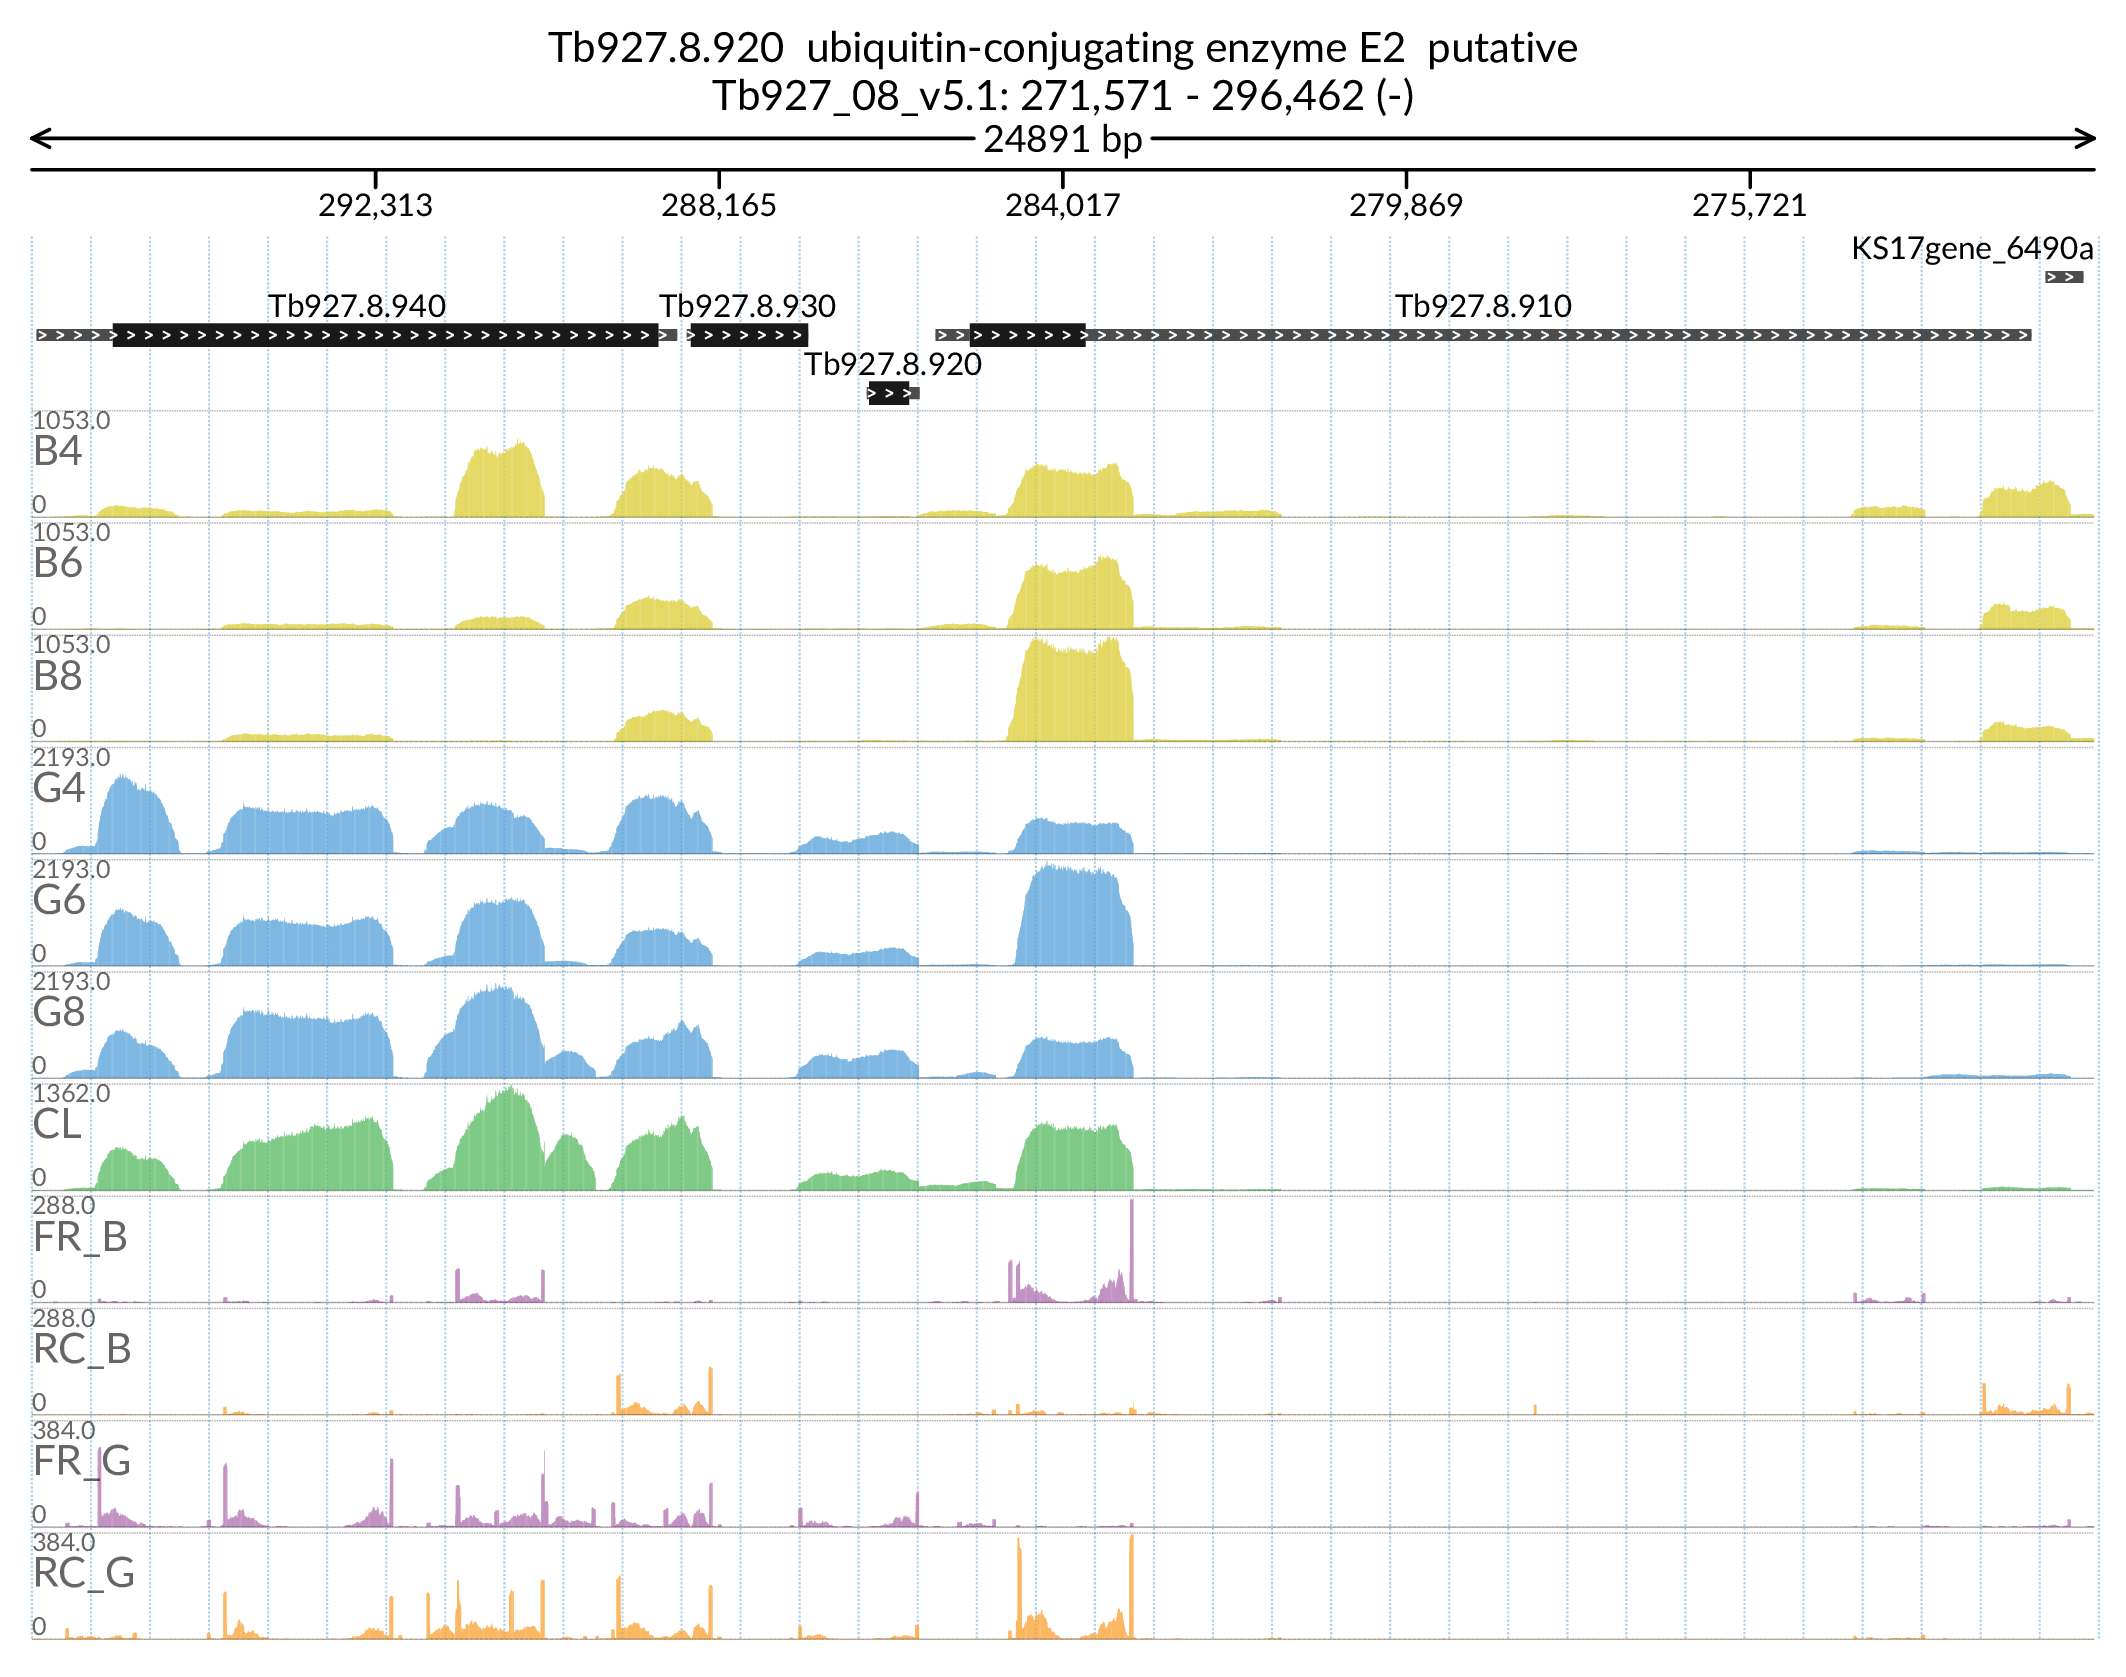 Tb927.8.920  ubiquitin-conjugating enzyme E2  putative
Tb927_08_v5.1: 271,571 - 296,462 (-)
24891 bp
292,313 288,165 284,017 279,869 275,721
KS17gene_6490a
Tb927.8.940 Tb927.8.930 Tb927.8.910
Tb927.8.920
1053.0
B4
0
1053.0
B6
0
1053.0
B8
0
2193.0
G4
0
2193.0
G6
0
2193.0
G8
0
1362.0
CL
0
288.0
FR_B
0
288.0
RC_B
0
384.0
FR_G
0
384.0
RC_G
0